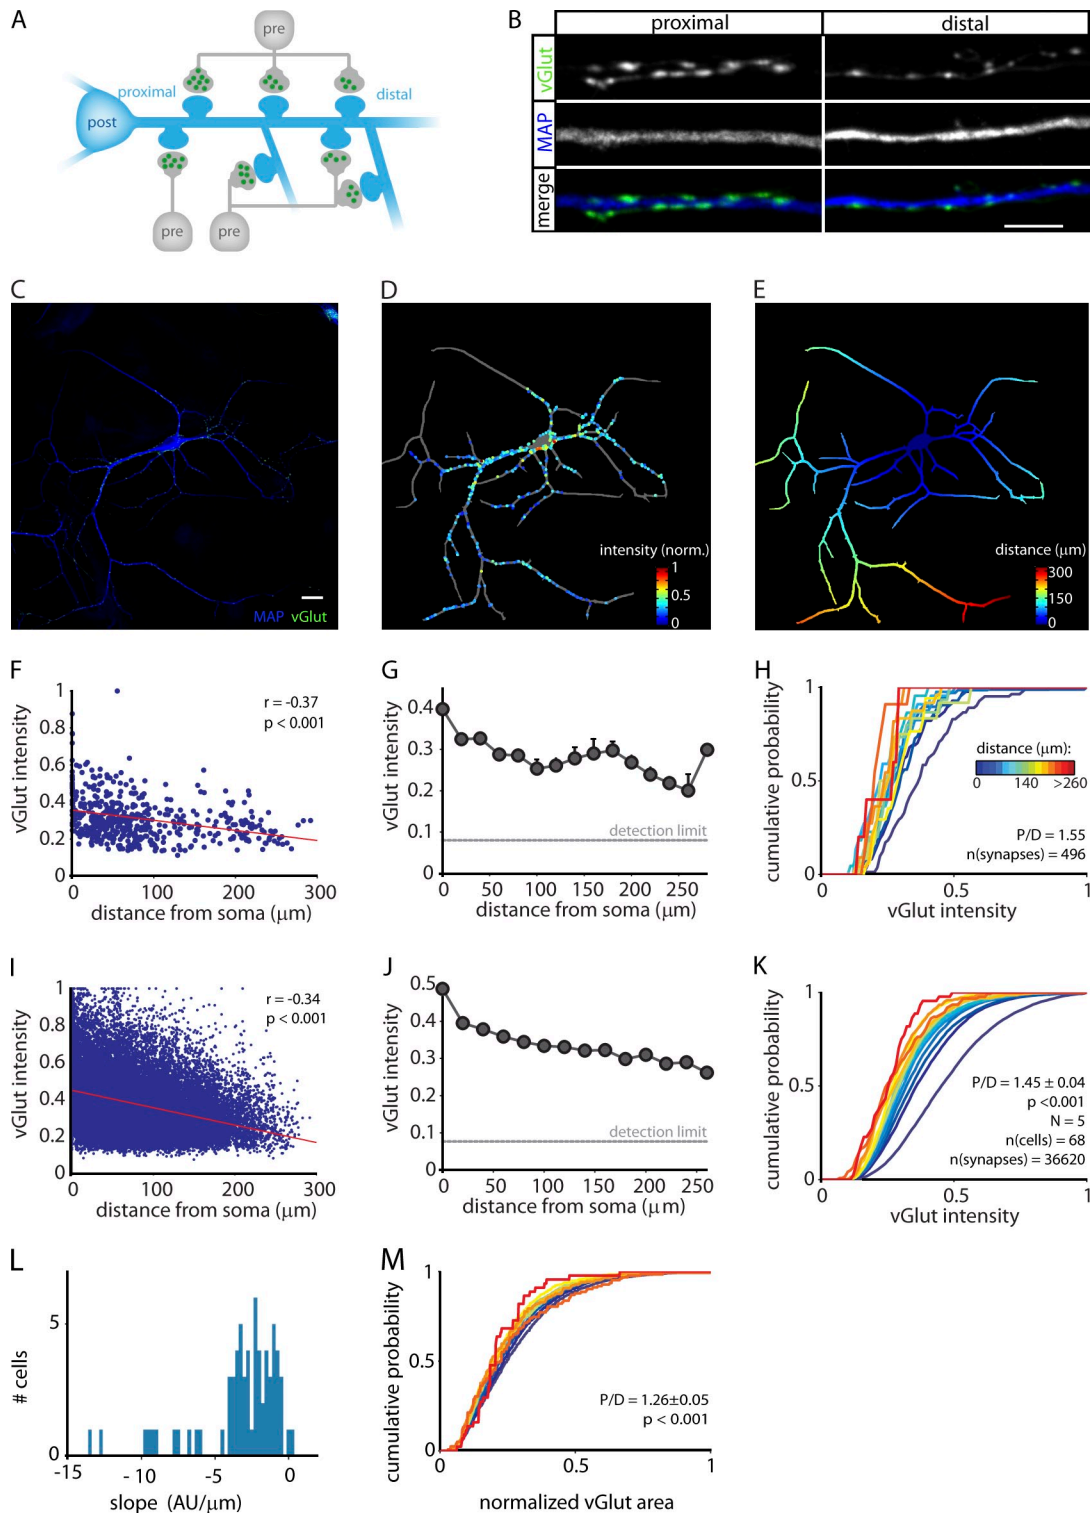 A
pre
proximal
distal
post
pre
pre
B
proximal
distal
vGlut
MAP
merge
C
MAP vGlut
D
intensity (norm.)
1
0.5
0
E
distance (μm)
300
150
0
F
1
0.8
0.6
0.4
0.2
0
vGlut intensity
r = -0.37
p < 0.001
0 100 200 300
distance from soma (μm)
G
0.4
0.3
0.2
0.1
0
vGlut intensity
detection limit
0 50 100 150 200 250
distance from soma (μm)
H
1
0.5
0
cumulative probability
distance (μm):
0 140 >260
P/D = 1.55
n(synapses) = 496
0 0.5 1
vGlut intensity
I
1
0.8
0.6
0.4
0.2
0
vGlut intensity
r = -0.34
p < 0.001
0 100 200 300
distance from soma (μm)
J
0.5
0.4
0.3
0.2
0.1
0
vGlut intensity
detection limit
0 50 100 150 200 250
distance from soma (μm)
K
1
0.5
0
cumulative probability
P/D = 1.45 ± 0.04
p <0.001
N = 5
n(cells) = 68
n(synapses) = 36620
0 0.5 1
vGlut intensity
L
5
0
# cells
-15 -10 -5 0
slope (AU/μm)
M
1
0.5
0
cumulative probability
P/D = 1.26±0.05
p < 0.001
0 0.5 1
normalized vGlut area